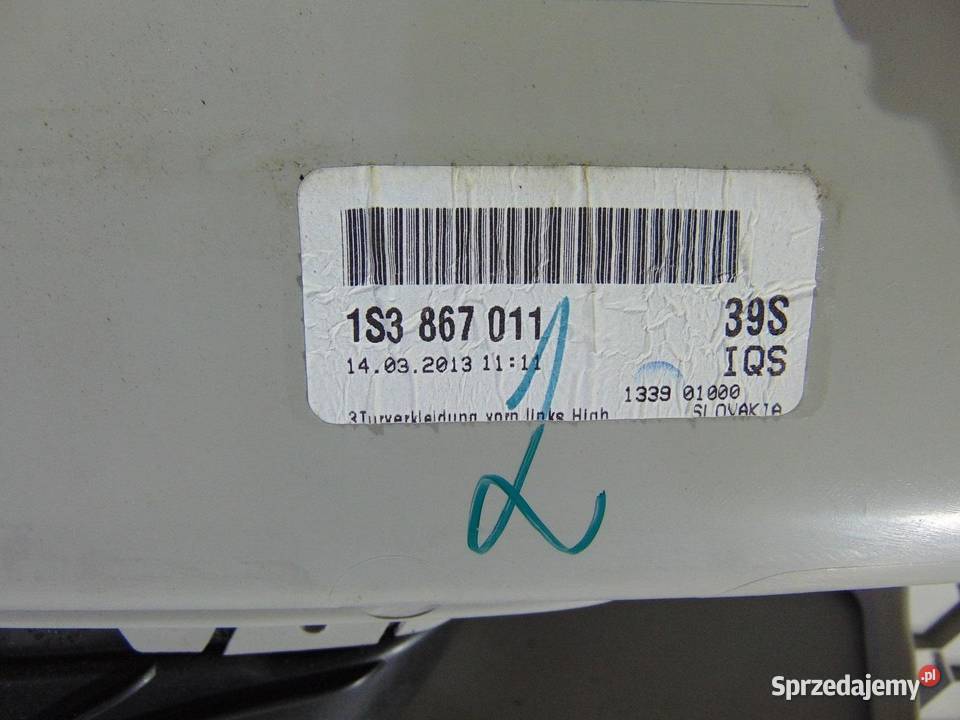 1S3 867 011 39S
14.03.2013 11:11 IQS
1339 01000
3Turverkleidung vorn links High SLOVAKIA
Sprzedajemy.pl